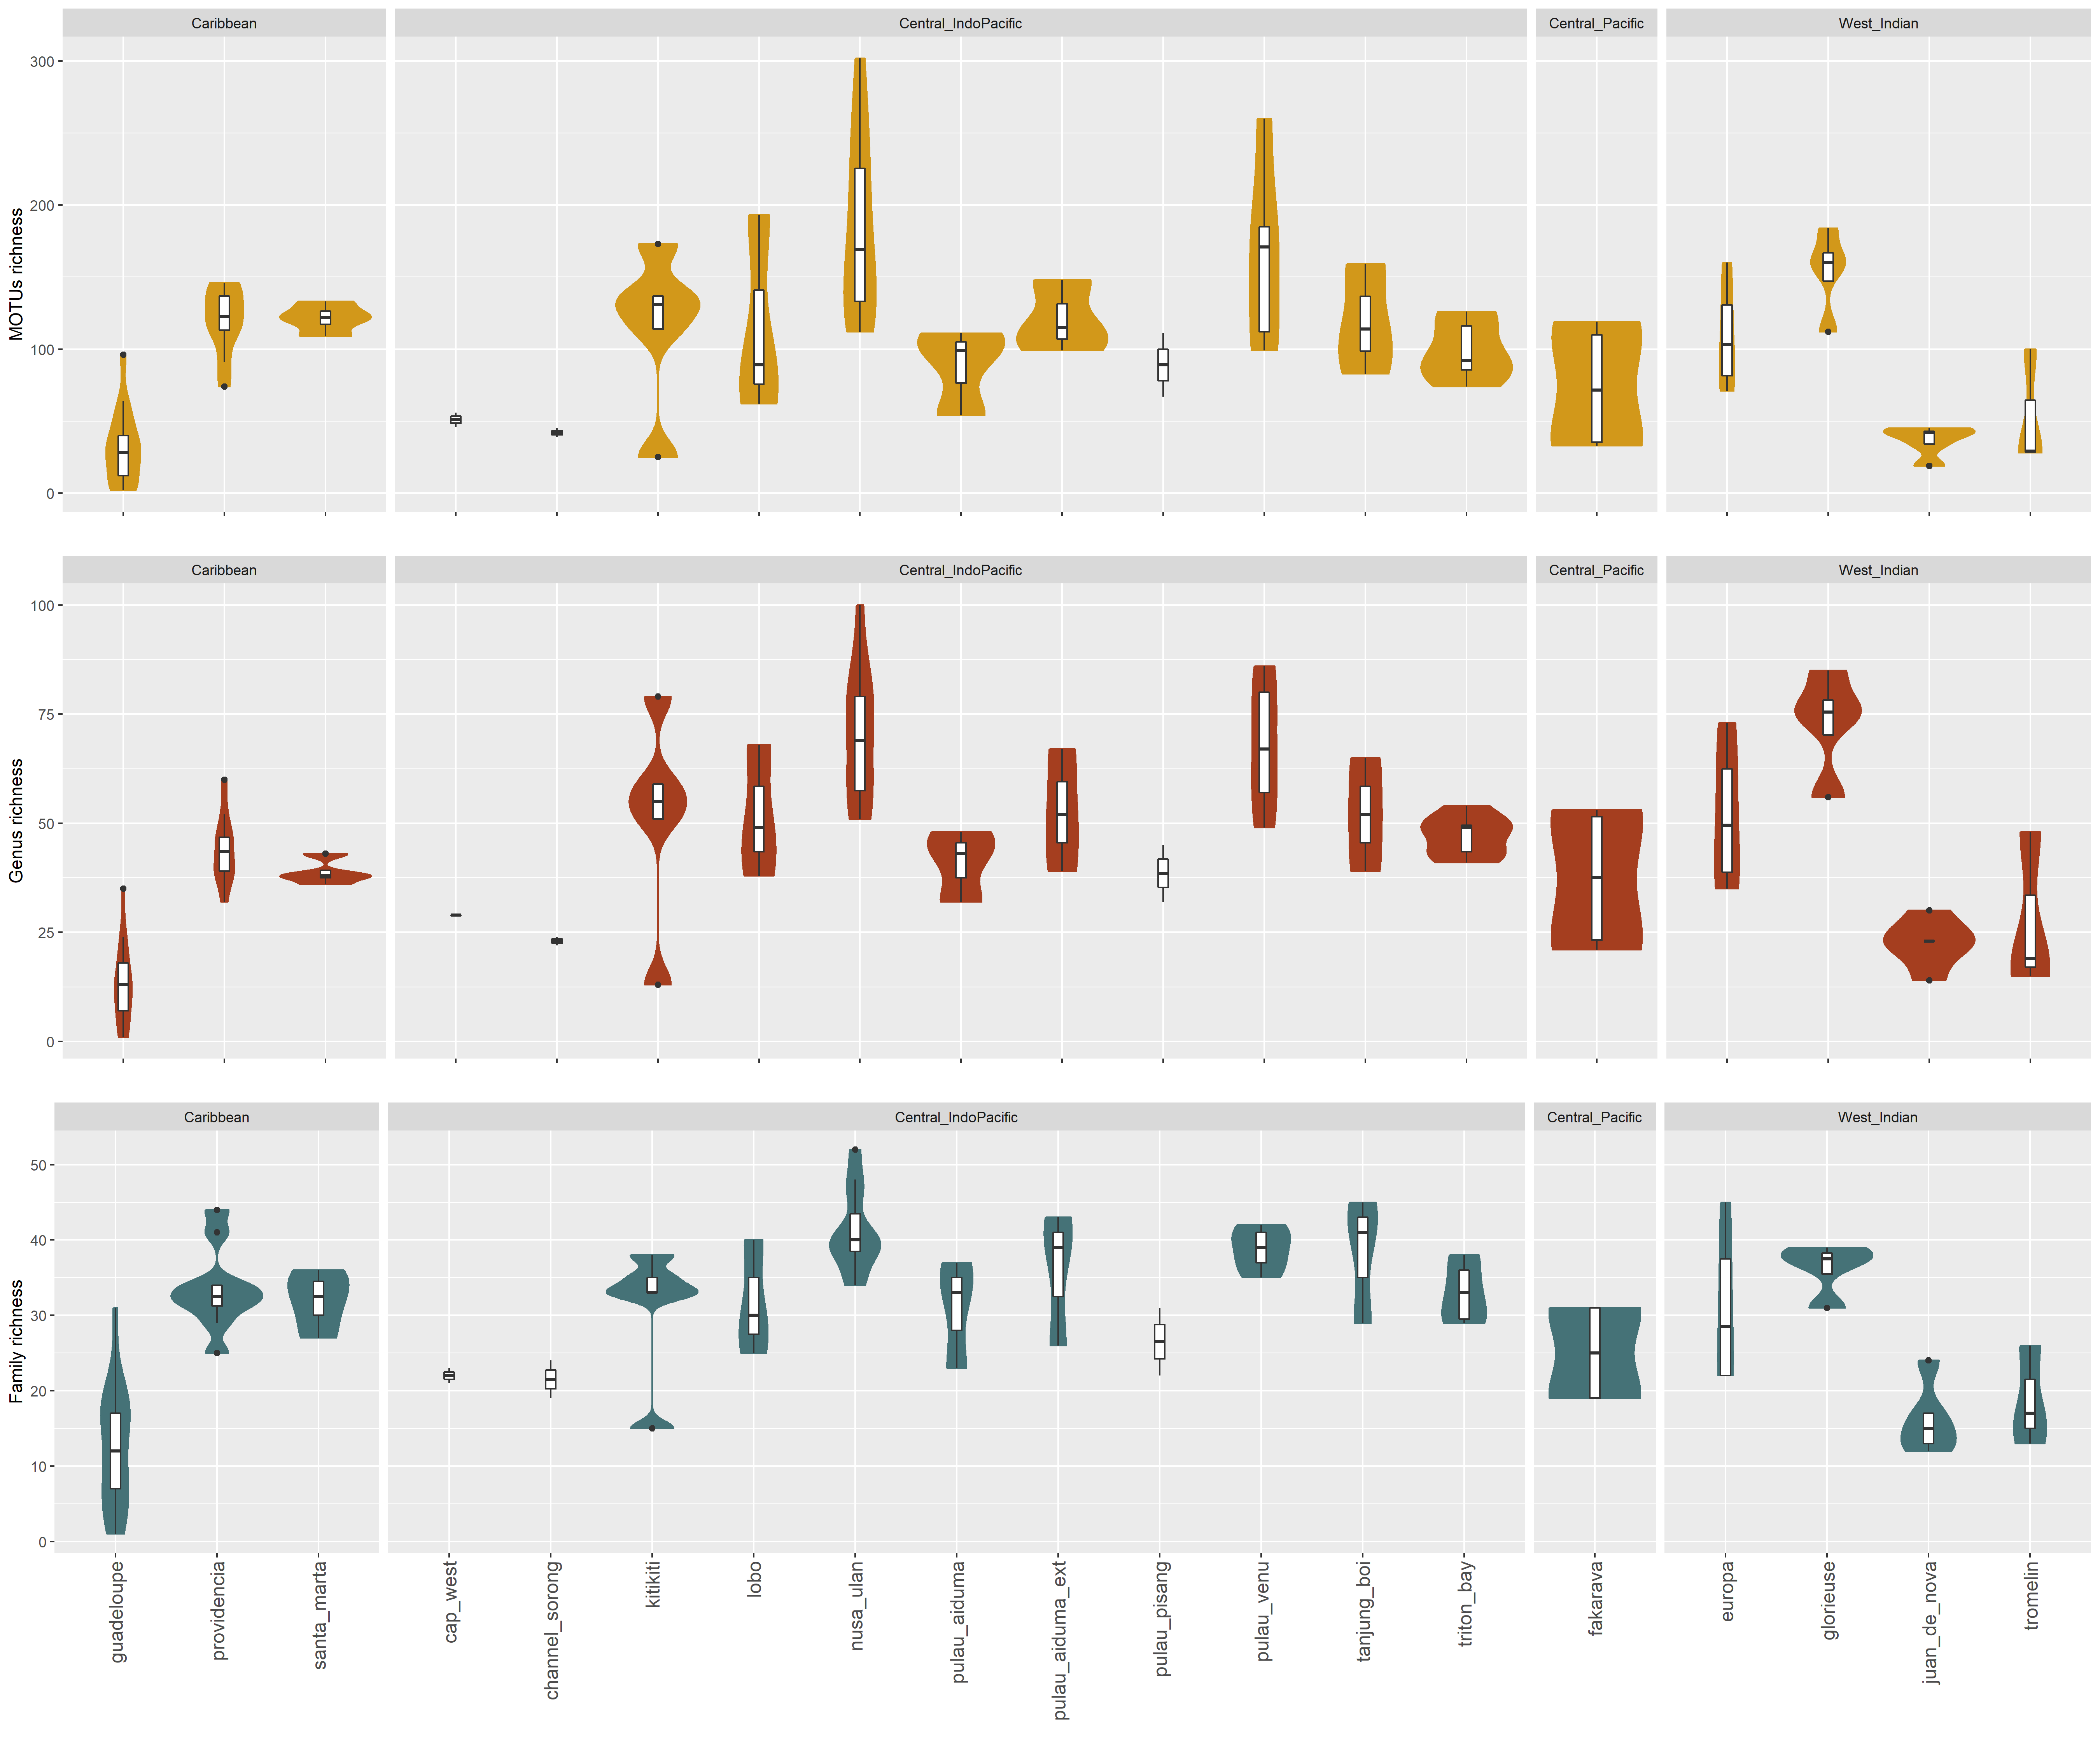 Caribbean Central_IndoPacific Central_Pacific West_Indian
MOTUs richness
300
200
100
0
Caribbean Central_IndoPacific Central_Pacific West_Indian
Genus richness
100
75
50
25
0
Caribbean Central_IndoPacific Central_Pacific West_Indian
Family richness
50
40
30
20
10
0
guadeloupe
providencia
santa_marta
cap_west
channel_sorong
kitikiti
lobo
nusa_ulan
pulau_aiduma
pulau_aiduma_ext
pulau_pisang
pulau_venu
tanjung_boi
triton_bay
fakarava
europa
glorieuse
juan_de_nova
tromelin